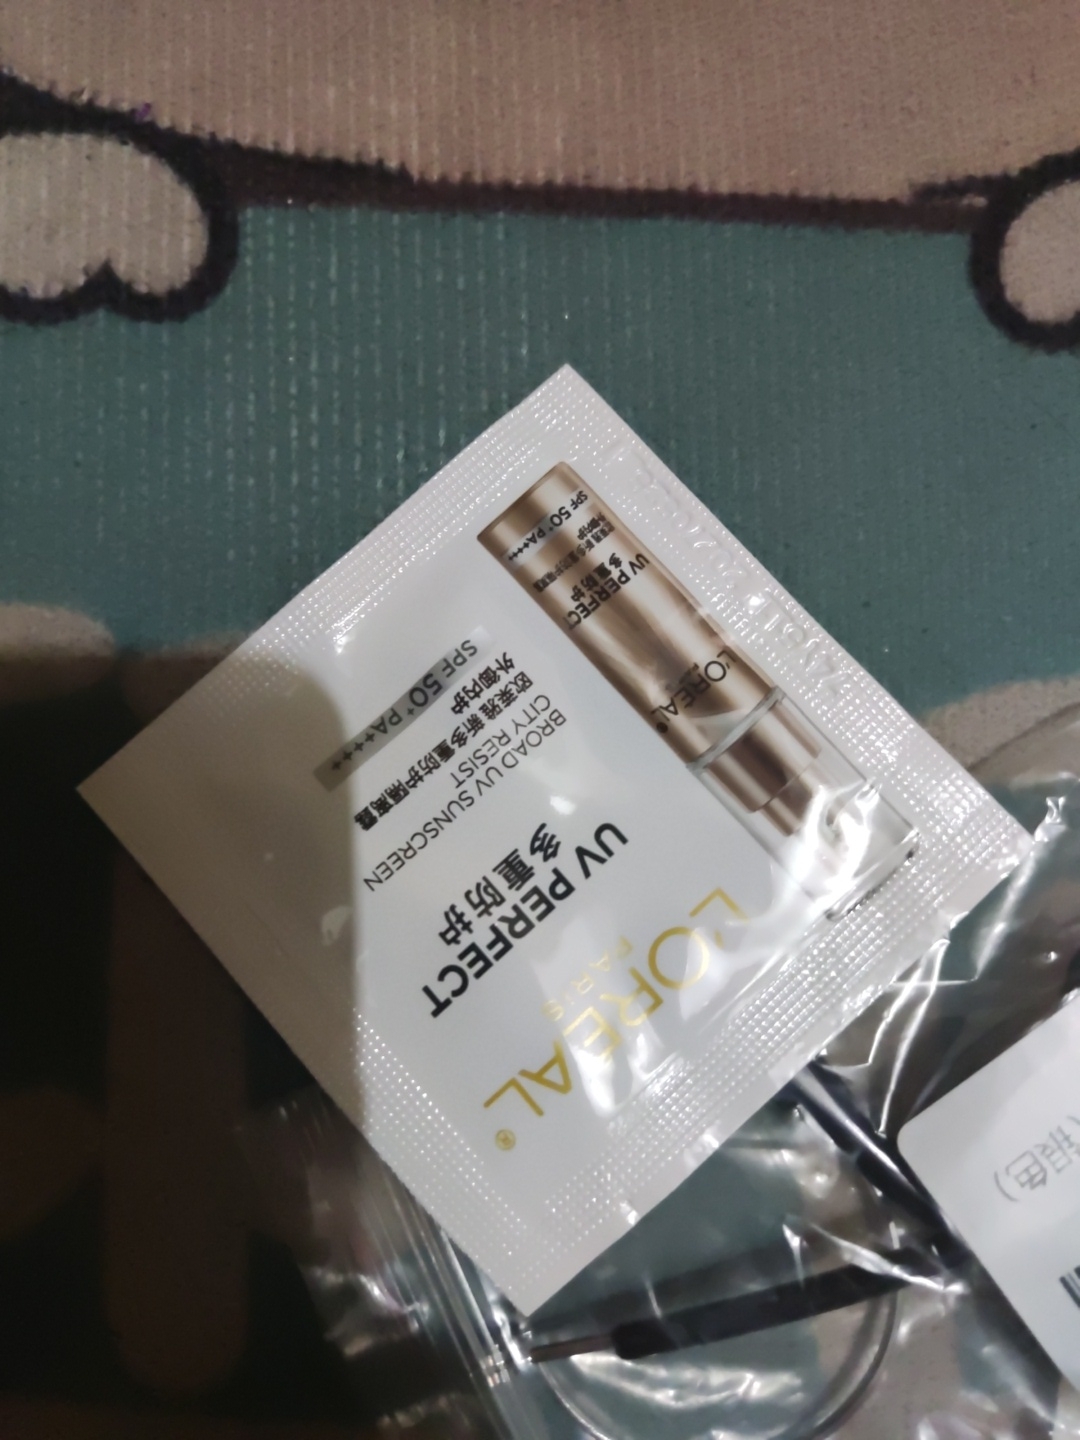 L'ORÉAL®
PARIS
UV PERFECT
多重防护
BROAD UV SUNSCREEN
CITY RESIST
欧莱雅 新多重防护隔离露
外御内护
SPF 50+ PA++++
L'ORÉAL
UV PERFECT
多重防护
SPF 50+ PA++++
银色)